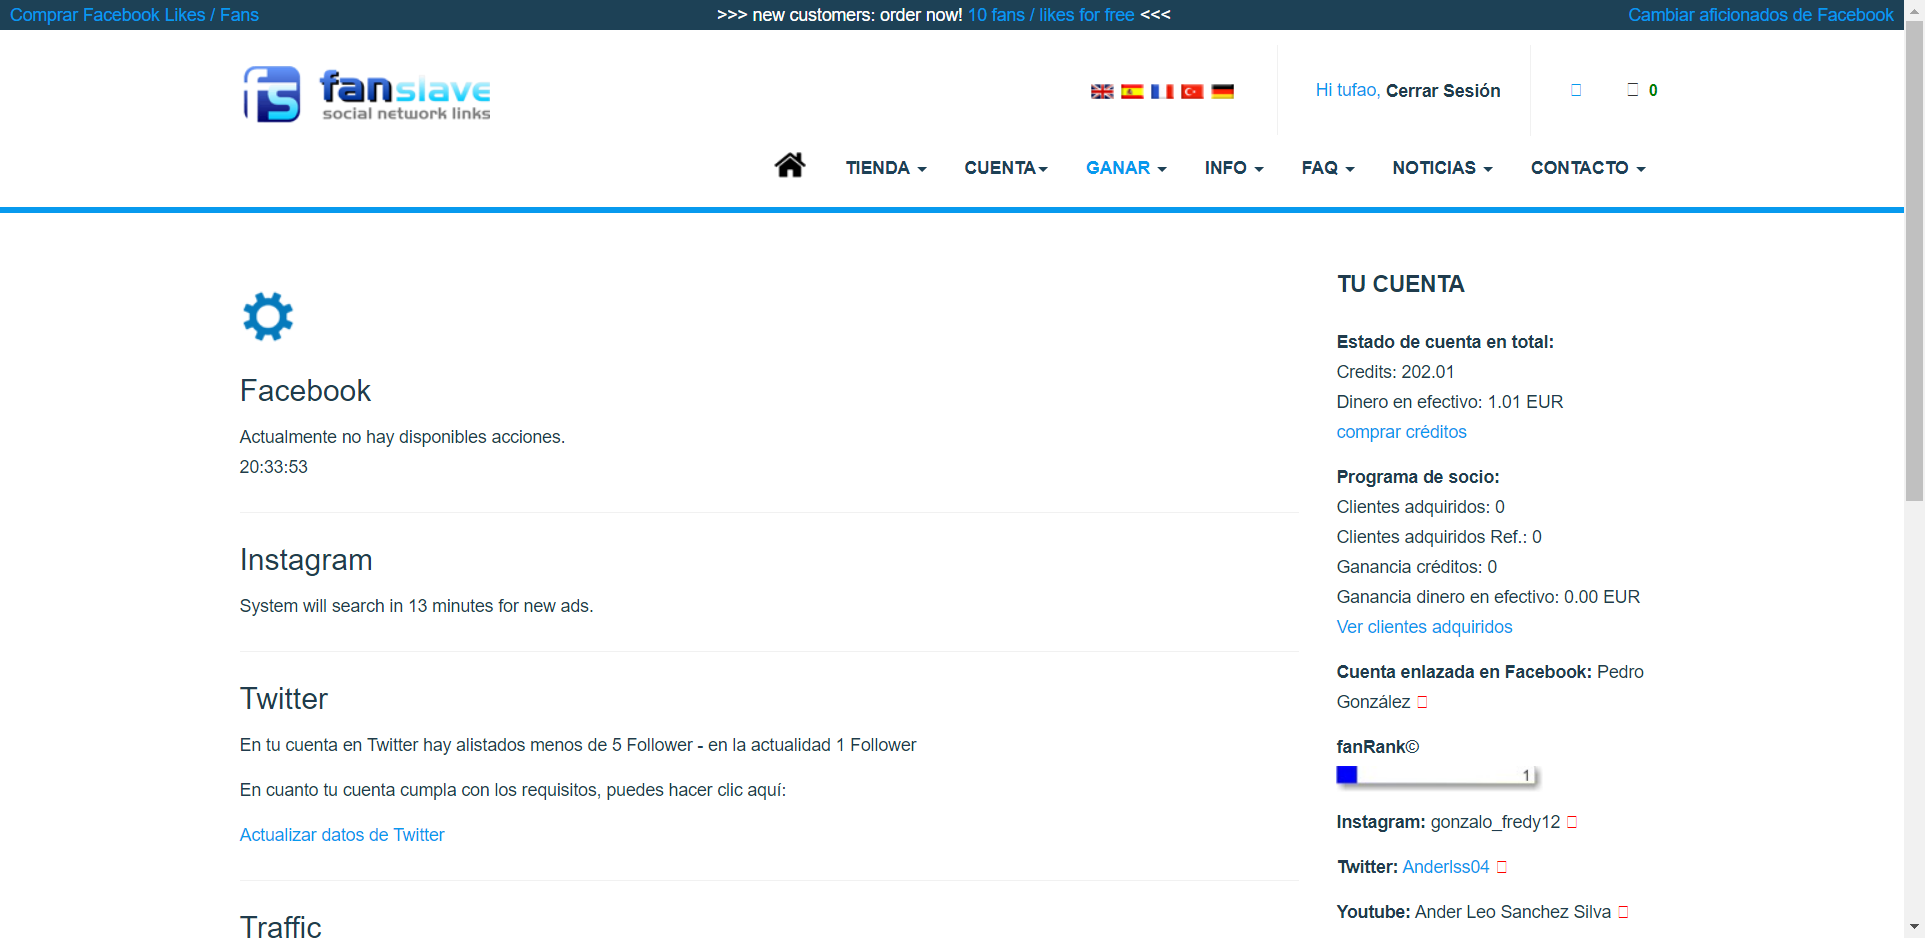 Comprar Facebook Likes / Fans
>>> new customers: order now! 10 fans / likes for free <<<
Cambiar aficionados de Facebook
fanslave
social network links
Hi tufao, Cerrar Sesión
0
TIENDA
CUENTA
GANAR
INFO
FAQ
NOTICIAS
CONTACTO
Facebook
Actualmente no hay disponibles acciones.
20:33:53
Instagram
System will search in 13 minutes for new ads.
Twitter
En tu cuenta en Twitter hay alistados menos de 5 Follower - en la actualidad 1 Follower
En cuanto tu cuenta cumpla con los requisitos, puedes hacer clic aquí:
Actualizar datos de Twitter
Traffic
TU CUENTA
Estado de cuenta en total:
Credits: 202.01
Dinero en efectivo: 1.01 EUR
comprar créditos
Programa de socio:
Clientes adquiridos: 0
Clientes adquiridos Ref.: 0
Ganancia créditos: 0
Ganancia dinero en efectivo: 0.00 EUR
Ver clientes adquiridos
Cuenta enlazada en Facebook: Pedro
González
fanRank©
1
Instagram: gonzalo_fredy12
Twitter: Anderlss04
Youtube: Ander Leo Sanchez Silva